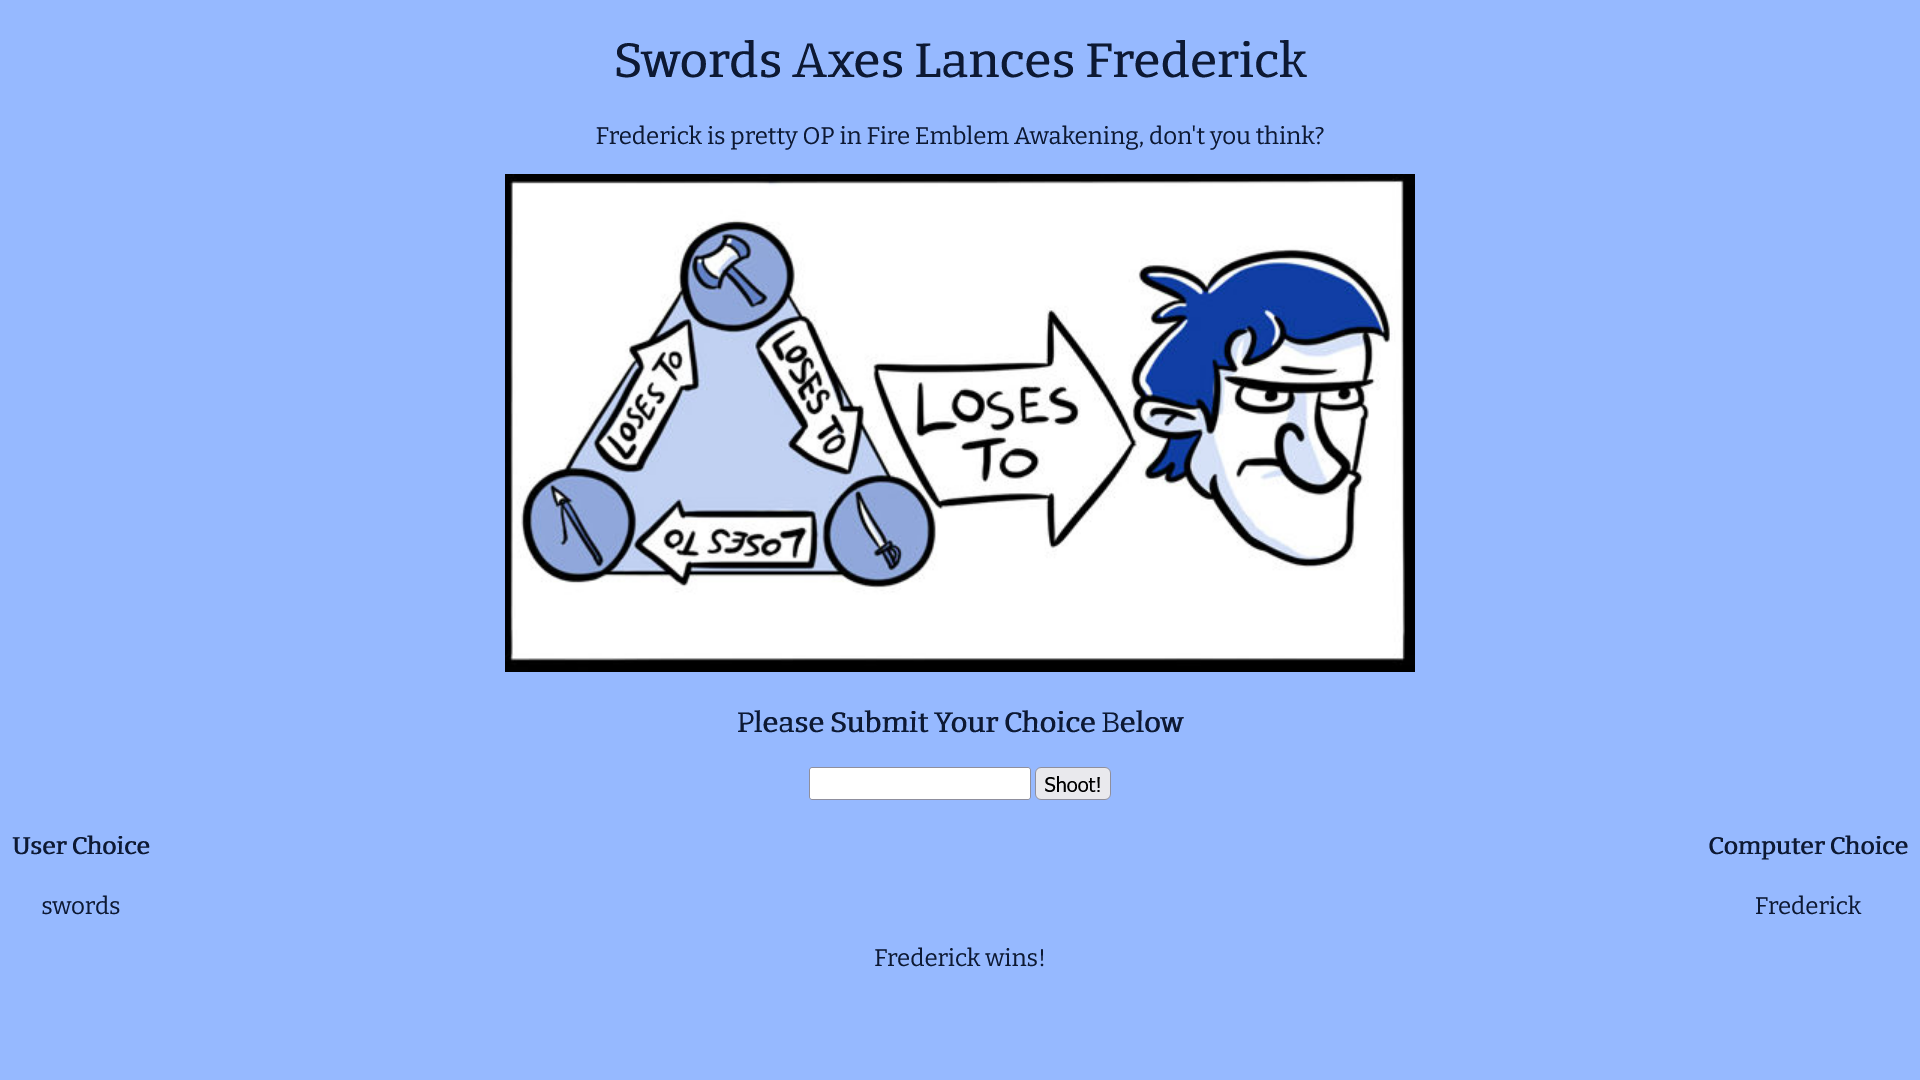 Swords Axes Lances Frederick
Frederick is pretty OP in Fire Emblem Awakening, don't you think?
LOSES TO
LOSES TO
LOSES TO
LOSES
TO
Please Submit Your Choice Below
Shoot!
User Choice
Computer Choice
swords
Frederick
Frederick wins!